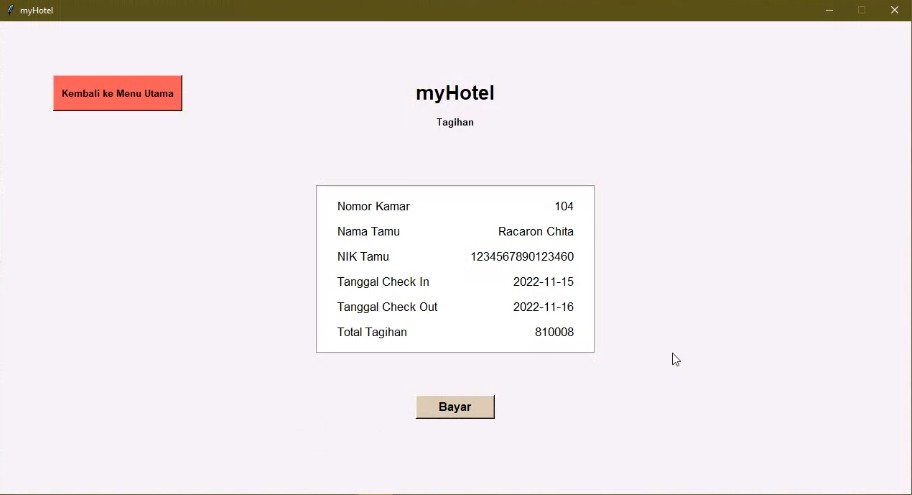 myHotel
Kembali ke Menu Utama
myHotel
Tagihan
Nomor Kamar 104
Nama Tamu Racaron Chita
NIK Tamu 1234567890123460
Tanggal Check In 2022-11-15
Tanggal Check Out 2022-11-16
Total Tagihan 810008
Bayar